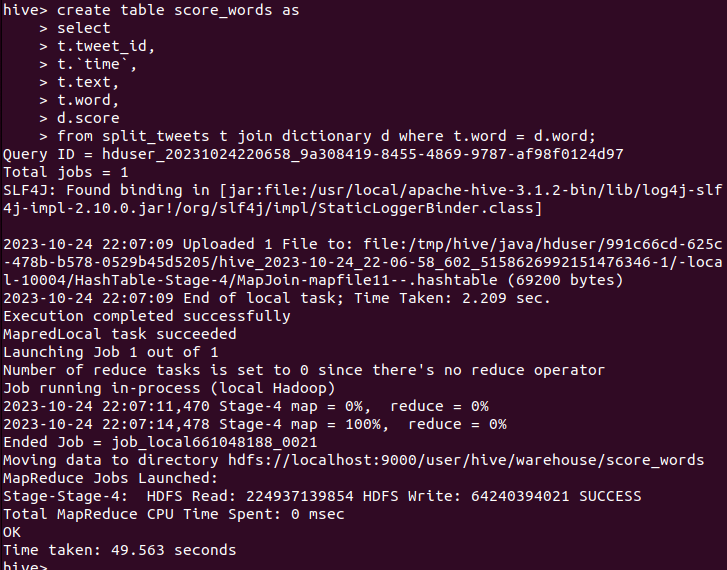 hive> create table score_words as
    > select
    > t.tweet_id,
    > t.`time`,
    > t.text,
    > t.word,
    > d.score
    > from split_tweets t join dictionary d where t.word = d.word;
Query ID = hduser_20231024220658_9a308419-8455-4869-9787-af98f0124d97
Total jobs = 1
SLF4J: Found binding in [jar:file:/usr/local/apache-hive-3.1.2-bin/lib/log4j-slf
4j-impl-2.10.0.jar!/org/slf4j/impl/StaticLoggerBinder.class]

2023-10-24 22:07:09 Uploaded 1 File to: file:/tmp/hive/java/hduser/991c66cd-625c
-478b-b578-0529b45d5205/hive_2023-10-24_22-06-58_602_5158626992151476346-1/-loca
l-10004/HashTable-Stage-4/MapJoin-mapfile11--.hashtable (69200 bytes)
2023-10-24 22:07:09 End of local task; Time Taken: 2.209 sec.
Execution completed successfully
MapredLocal task succeeded
Launching Job 1 out of 1
Number of reduce tasks is set to 0 since there's no reduce operator
Job running in-process (local Hadoop)
2023-10-24 22:07:11,470 Stage-4 map = 0%,  reduce = 0%
2023-10-24 22:07:14,478 Stage-4 map = 100%,  reduce = 0%
Ended Job = job_local661048188_0021
Moving data to directory hdfs://localhost:9000/user/hive/warehouse/score_words
MapReduce Jobs Launched:
Stage-Stage-4:  HDFS Read: 224937139854 HDFS Write: 64240394021 SUCCESS
Total MapReduce CPU Time Spent: 0 msec
OK
Time taken: 49.563 seconds
hive>